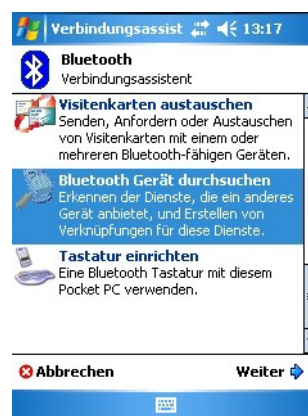 Verbindungsassist 13:17
Bluetooth
Verbindungsassistent
Visitenkarten austauschen
Senden, Anfordern oder Austauschen
von Visitenkarten mit einem oder
mehreren Bluetooth-fähigen Geräten.
Bluetooth Gerät durchsuchen
Erkennen der Dienste, die ein anderes
Gerät anbietet, und Erstellen von
Verknüpfungen für diese Dienste.
Tastatur einrichten
Eine Bluetooth Tastatur mit diesem
Pocket PC verwenden.
Abbrechen Weiter